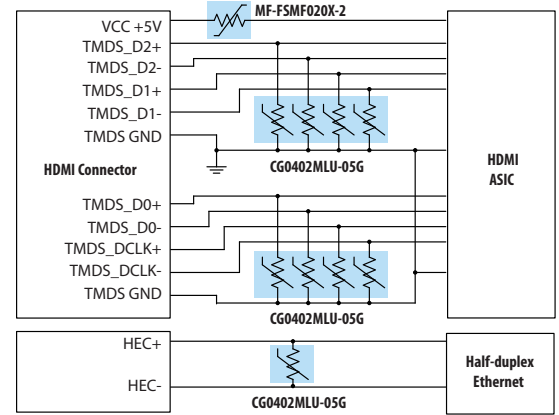 MF-FSMF020X-2
VCC +5V
TMDS_D2+
TMDS_D2-
TMDS_D1+
TMDS_D1-
TMDS GND
CG0402MLU-05G
HDMI Connector
HDMI
ASIC
TMDS_D0+
TMDS_D0-
TMDS_DCLK+
TMDS_DCLK-
TMDS GND
CG0402MLU-05G
HEC+
HEC-
CG0402MLU-05G
Half-duplex
Ethernet